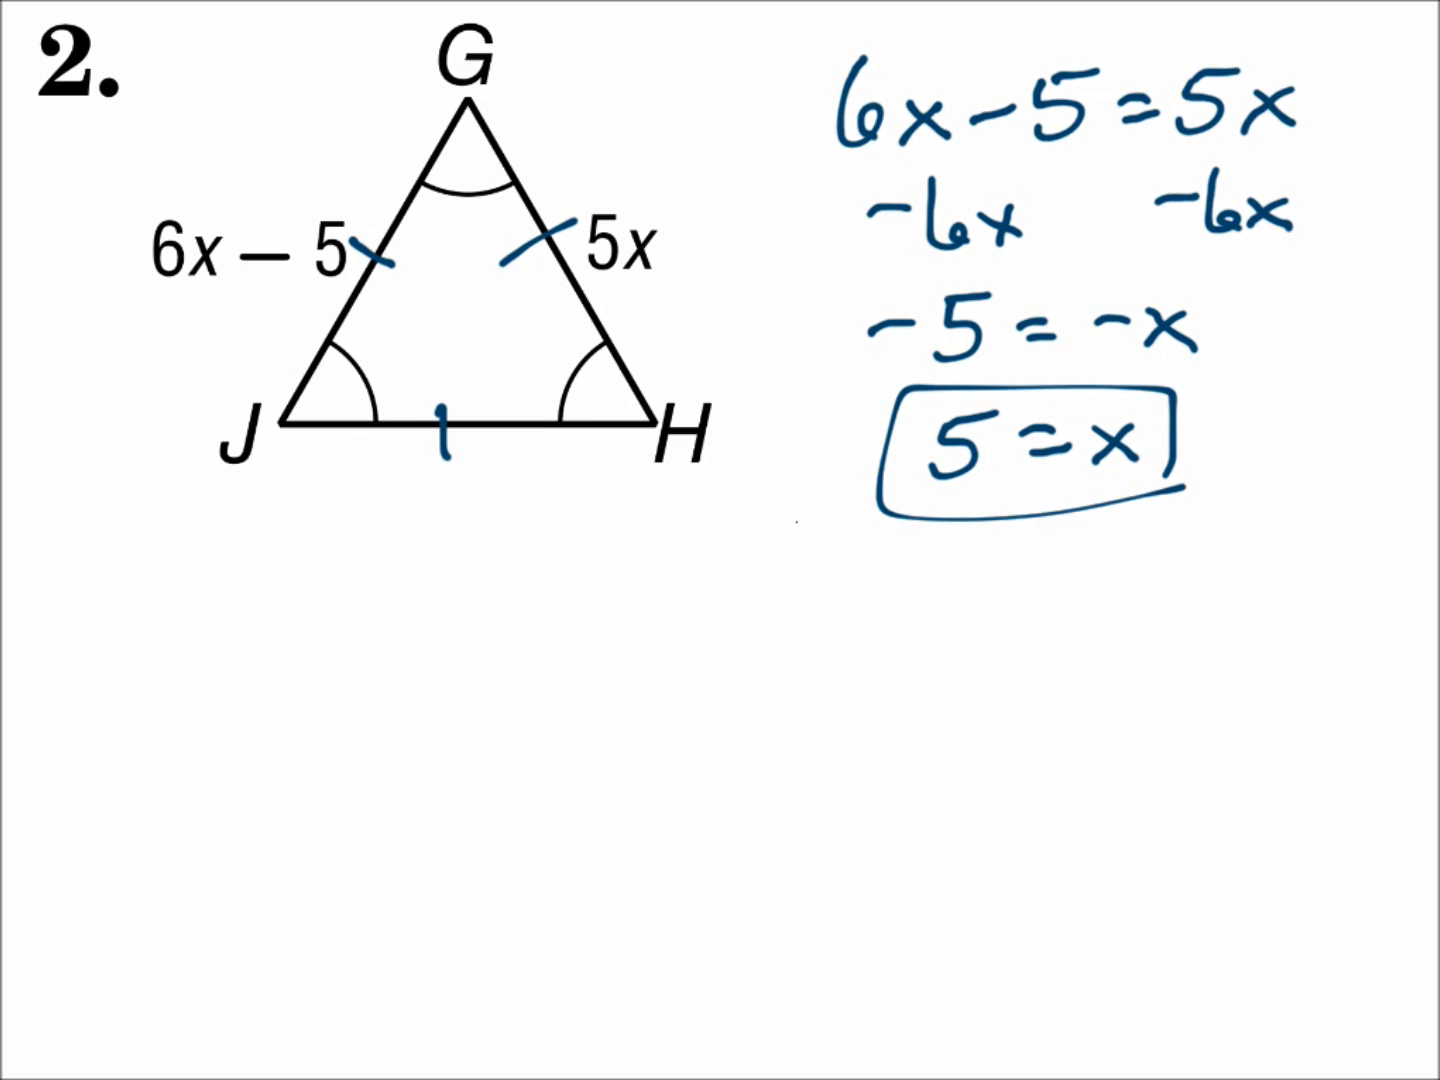 2.
G
6x – 5
5x
J
H
6x - 5 = 5x
-6x -6x
-5 = -x
5 = x